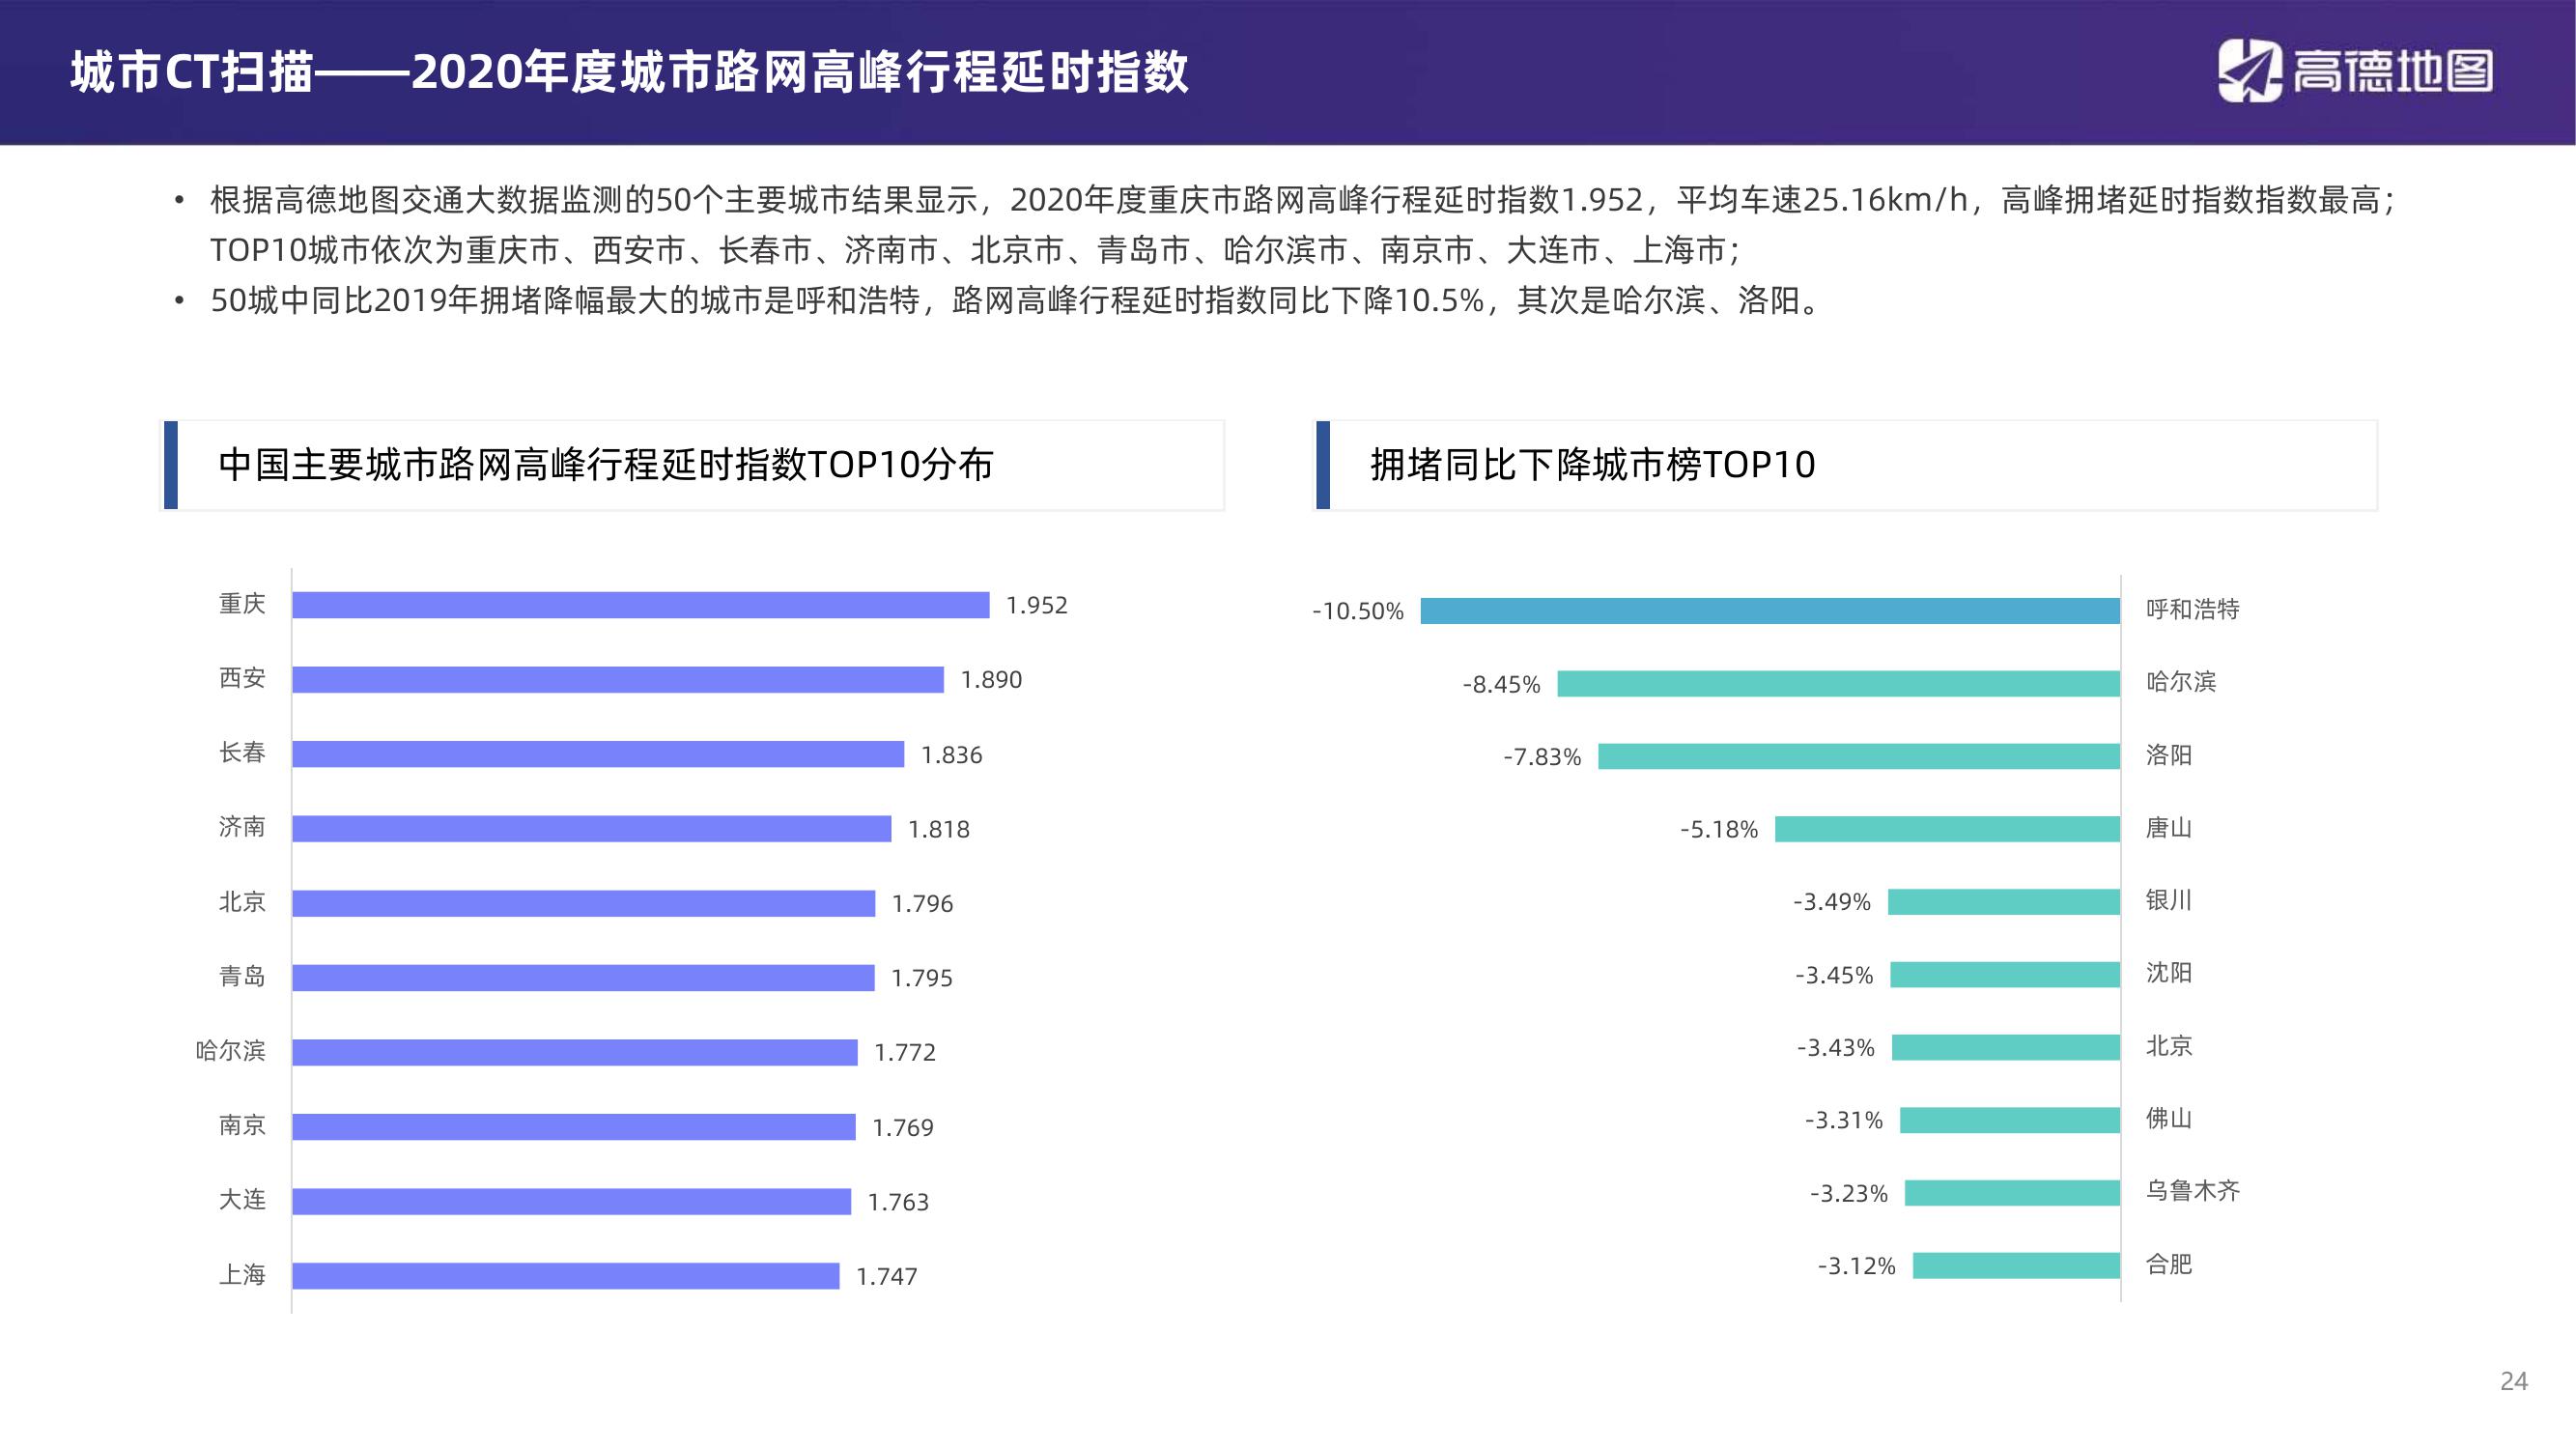 城市CT扫描——2020年度城市路网高峰行程延时指数
高德地图
• 根据高德地图交通大数据监测的50个主要城市结果显示，2020年度重庆市路网高峰行程延时指数1.952，平均车速25.16km/h，高峰拥堵延时指数指数最高；
TOP10城市依次为重庆市、西安市、长春市、济南市、北京市、青岛市、哈尔滨市、南京市、大连市、上海市；
• 50城中同比2019年拥堵降幅最大的城市是呼和浩特，路网高峰行程延时指数同比下降10.5%，其次是哈尔滨、洛阳。
中国主要城市路网高峰行程延时指数TOP10分布
重庆 1.952
西安 1.890
长春 1.836
济南 1.818
北京 1.796
青岛 1.795
哈尔滨 1.772
南京 1.769
大连 1.763
上海 1.747
拥堵同比下降城市榜TOP10
-10.50% 呼和浩特
-8.45% 哈尔滨
-7.83% 洛阳
-5.18% 唐山
-3.49% 银川
-3.45% 沈阳
-3.43% 北京
-3.31% 佛山
-3.23% 乌鲁木齐
-3.12% 合肥
24